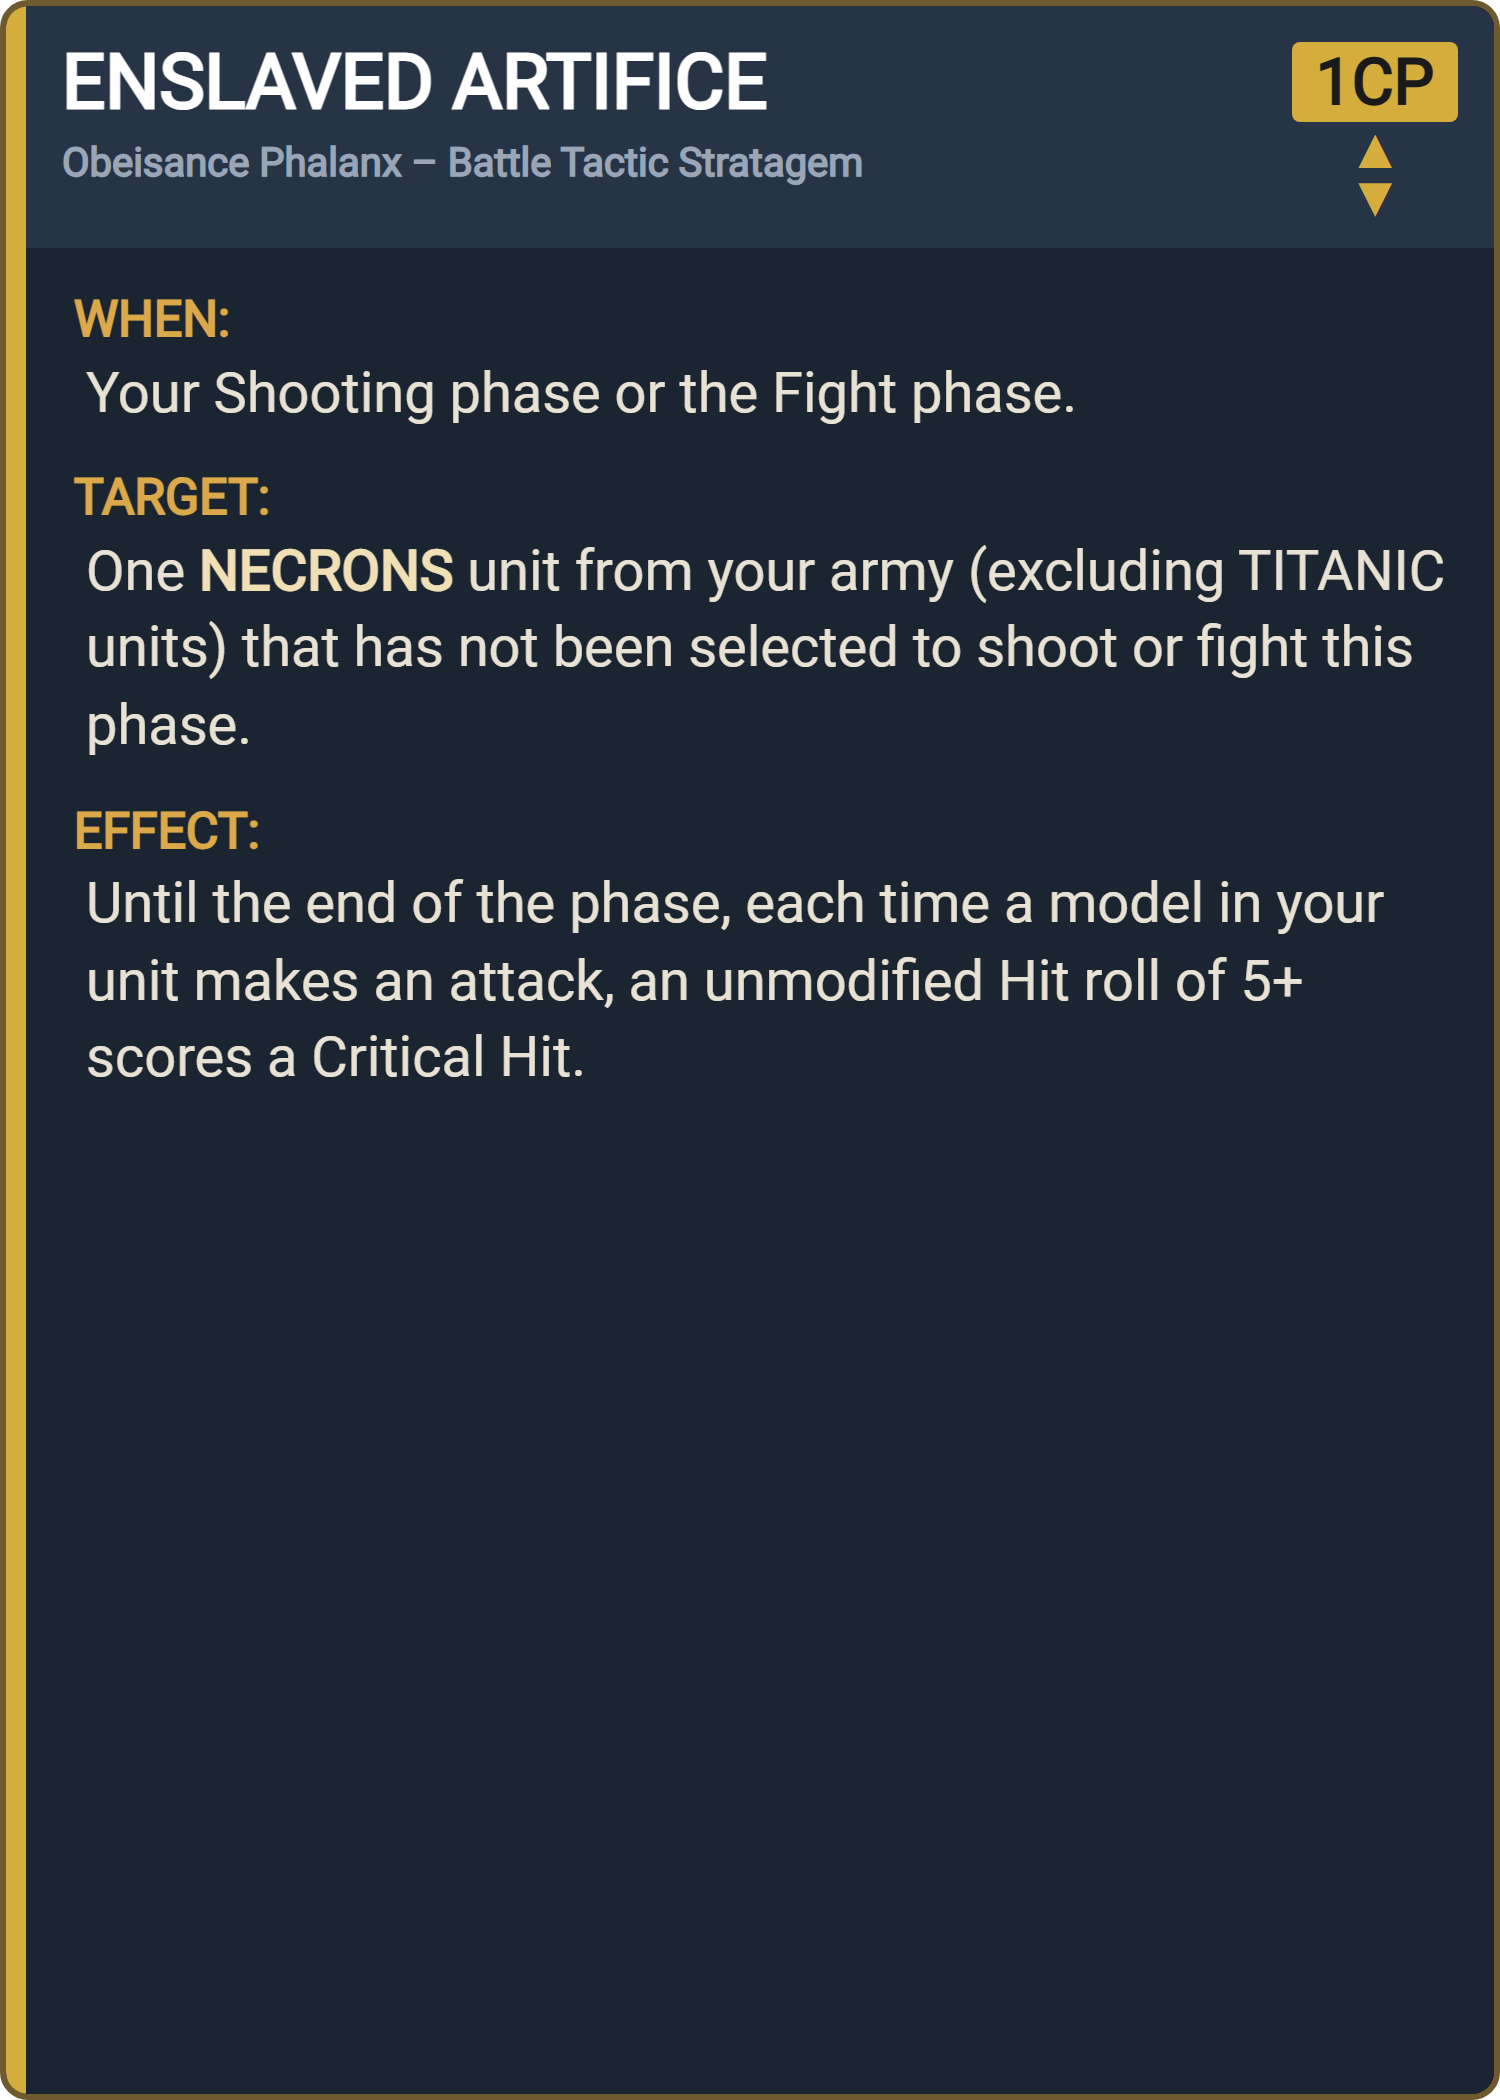 ENSLAVED ARTIFICE
1CP
Obeisance Phalanx – Battle Tactic Stratagem
▲
▼
WHEN:
Your Shooting phase or the Fight phase.
TARGET:
One NECRONS unit from your army (excluding TITANIC
units) that has not been selected to shoot or fight this
phase.
EFFECT:
Until the end of the phase, each time a model in your
unit makes an attack, an unmodified Hit roll of 5+
scores a Critical Hit.